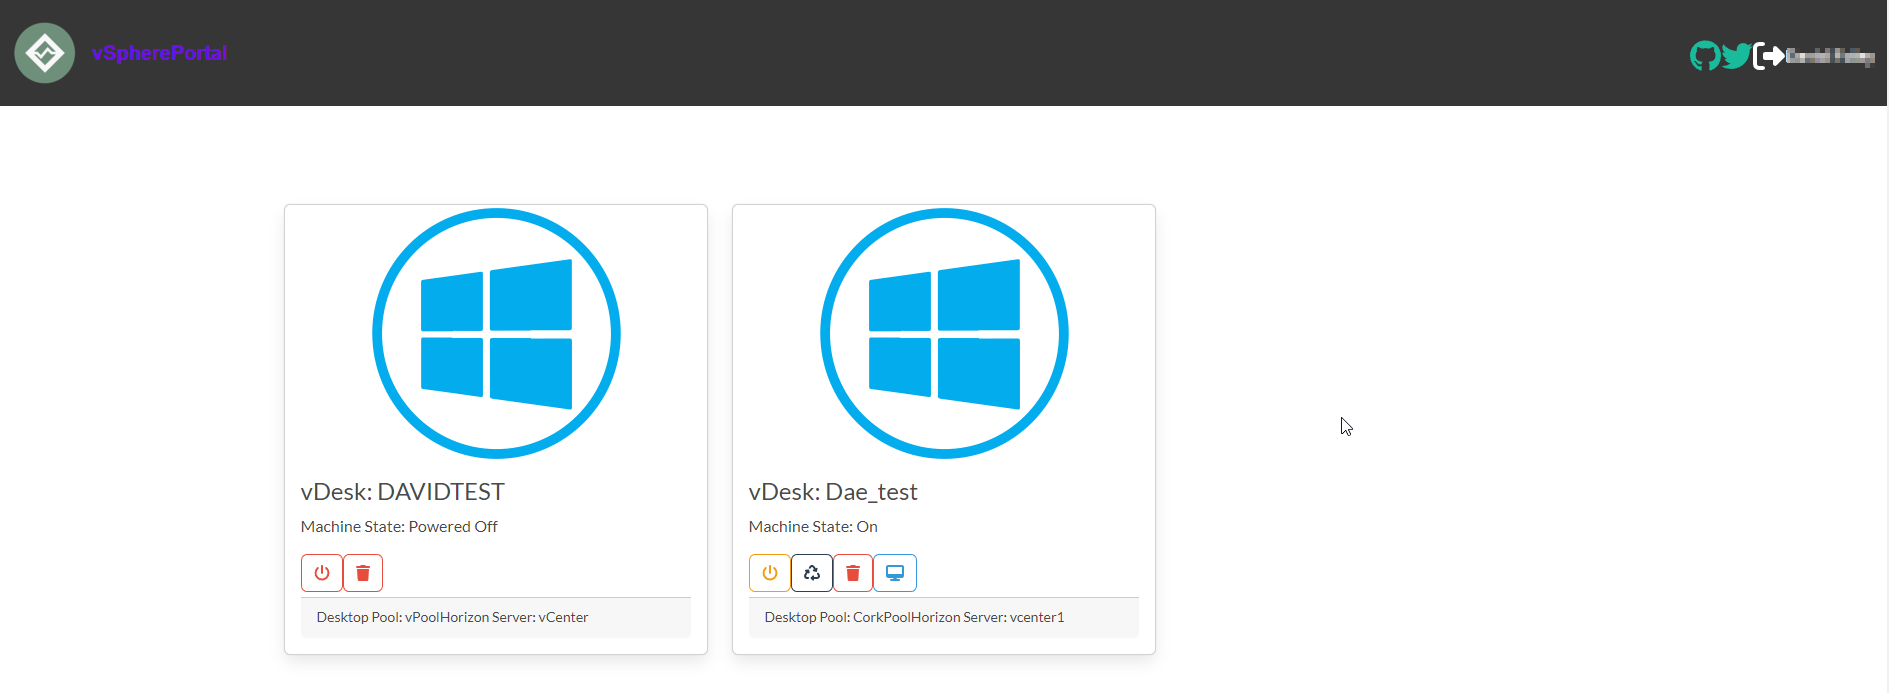 vSpherePortal
vDesk: DAVIDTEST
Machine State: Powered Off
Desktop Pool: vPoolHorizon Server: vCenter
vDesk: Dae_test
Machine State: On
Desktop Pool: CorkPoolHorizon Server: vcenter1